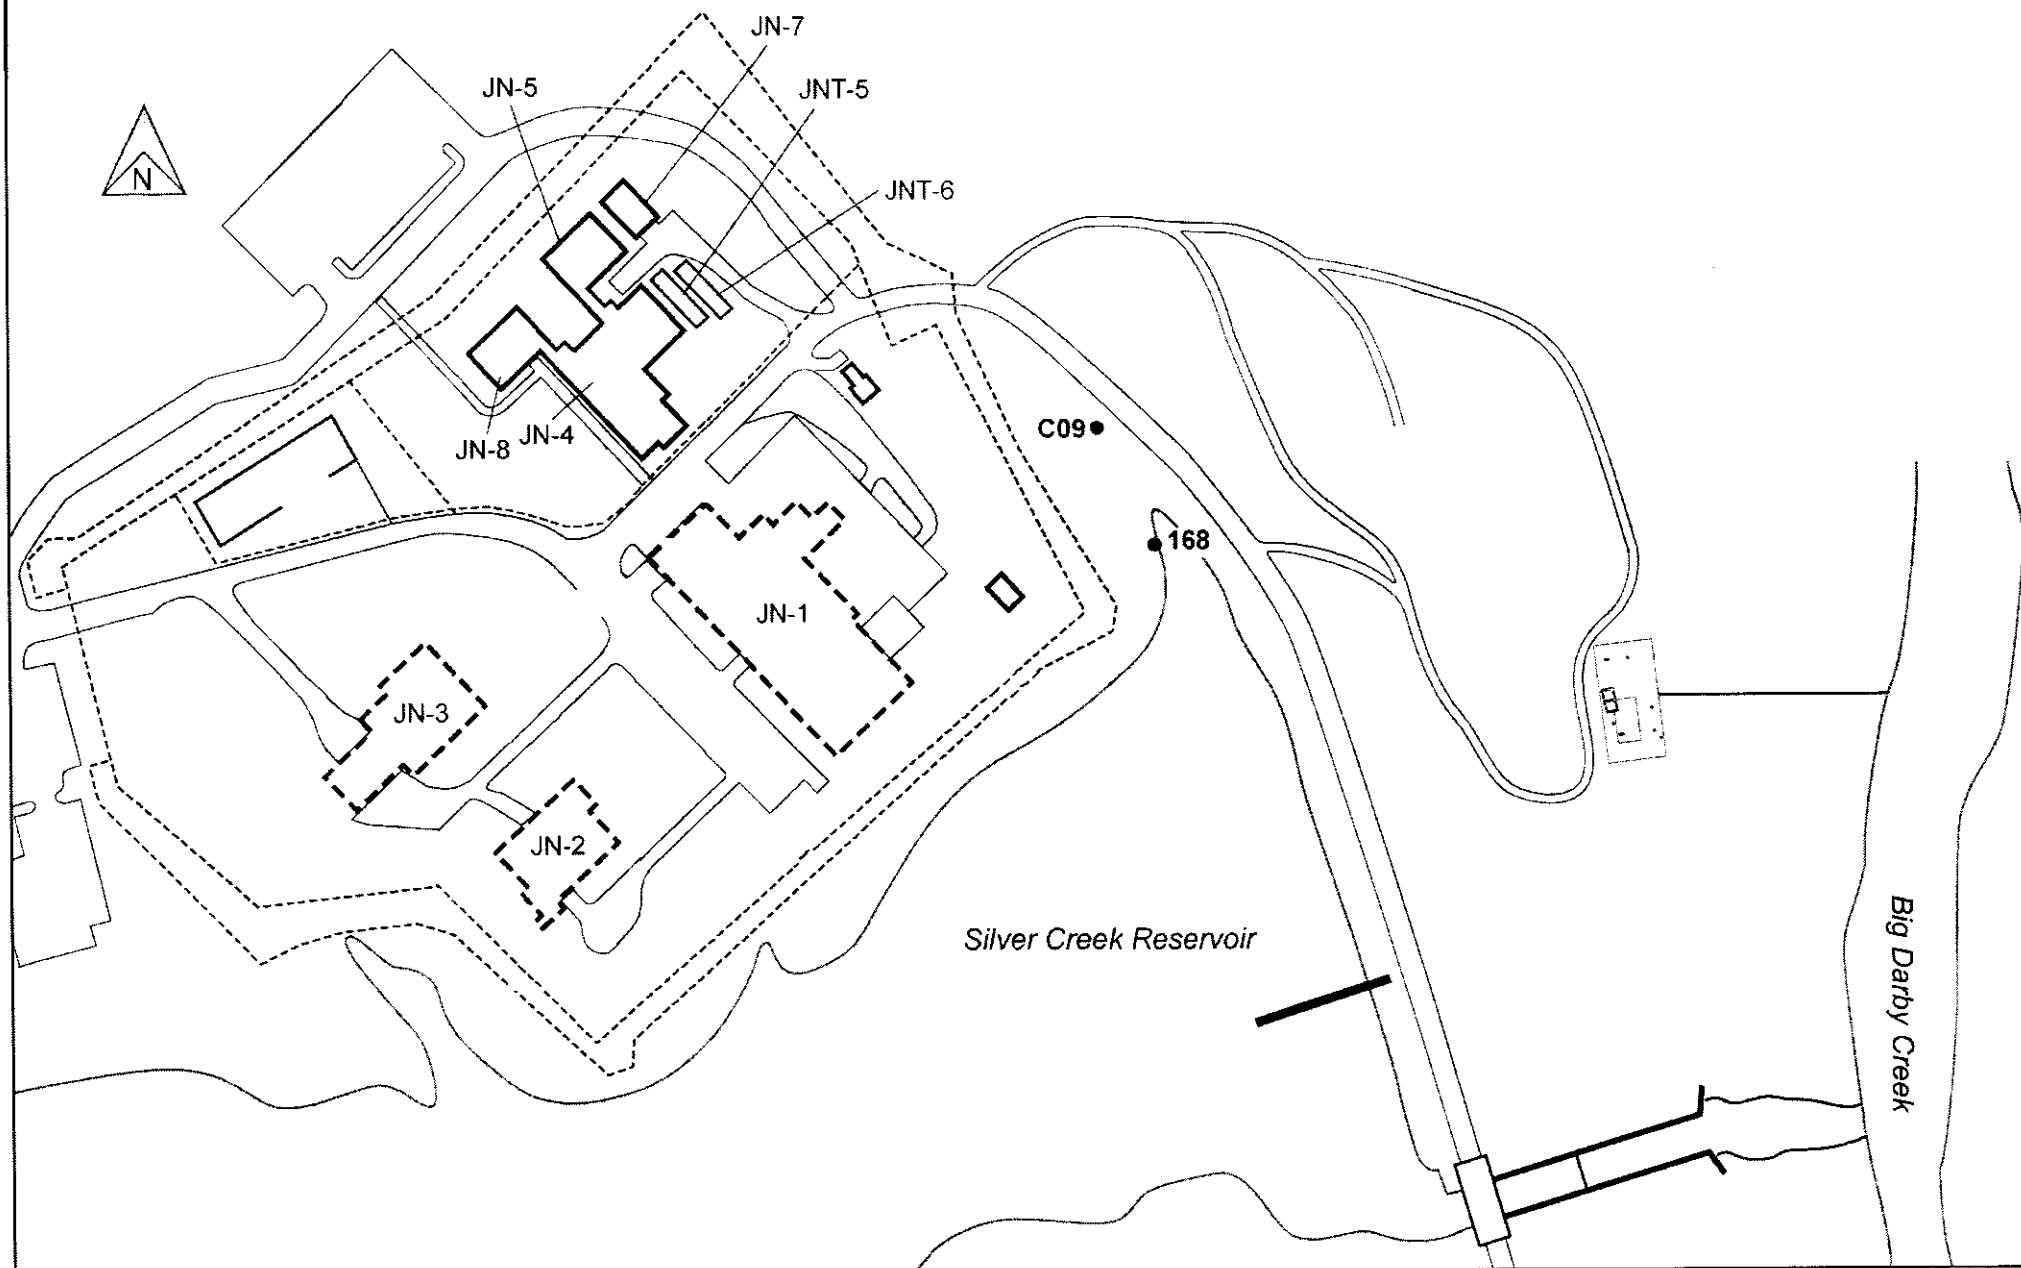 JN-7
JN-5
JNT-5
N
JNT-6
C09
JN-8
JN-4
168
JN-1
JN-3
JN-2
Silver Creek Reservoir
Big Darby Creek